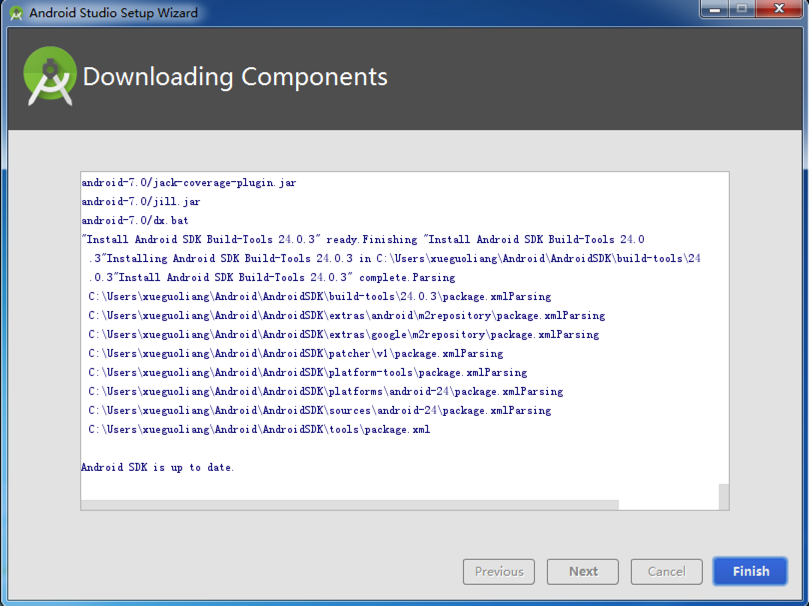 Android Studio Setup Wizard
Downloading Components
android-7.0/jack-coverage-plugin.jar
android-7.0/jill.jar
android-7.0/dx.bat
"Install Android SDK Build-Tools 24.0.3" ready.Finishing "Install Android SDK Build-Tools 24.0
.3"Installing Android SDK Build-Tools 24.0.3 in C:\Users\xueguoliang\Android\AndroidSDK\build-tools\24
.0.3"Install Android SDK Build-Tools 24.0.3" complete.Parsing
C:\Users\xueguoliang\Android\AndroidSDK\build-tools\24.0.3\package.xmlParsing
C:\Users\xueguoliang\Android\AndroidSDK\extras\android\m2repository\package.xmlParsing
C:\Users\xueguoliang\Android\AndroidSDK\extras\google\m2repository\package.xmlParsing
C:\Users\xueguoliang\Android\AndroidSDK\patcher\v1\package.xmlParsing
C:\Users\xueguoliang\Android\AndroidSDK\platform-tools\package.xmlParsing
C:\Users\xueguoliang\Android\AndroidSDK\platforms\android-24\package.xmlParsing
C:\Users\xueguoliang\Android\AndroidSDK\sources\android-24\package.xmlParsing
C:\Users\xueguoliang\Android\AndroidSDK\tools\package.xml
Android SDK is up to date.
Previous Next Cancel Finish